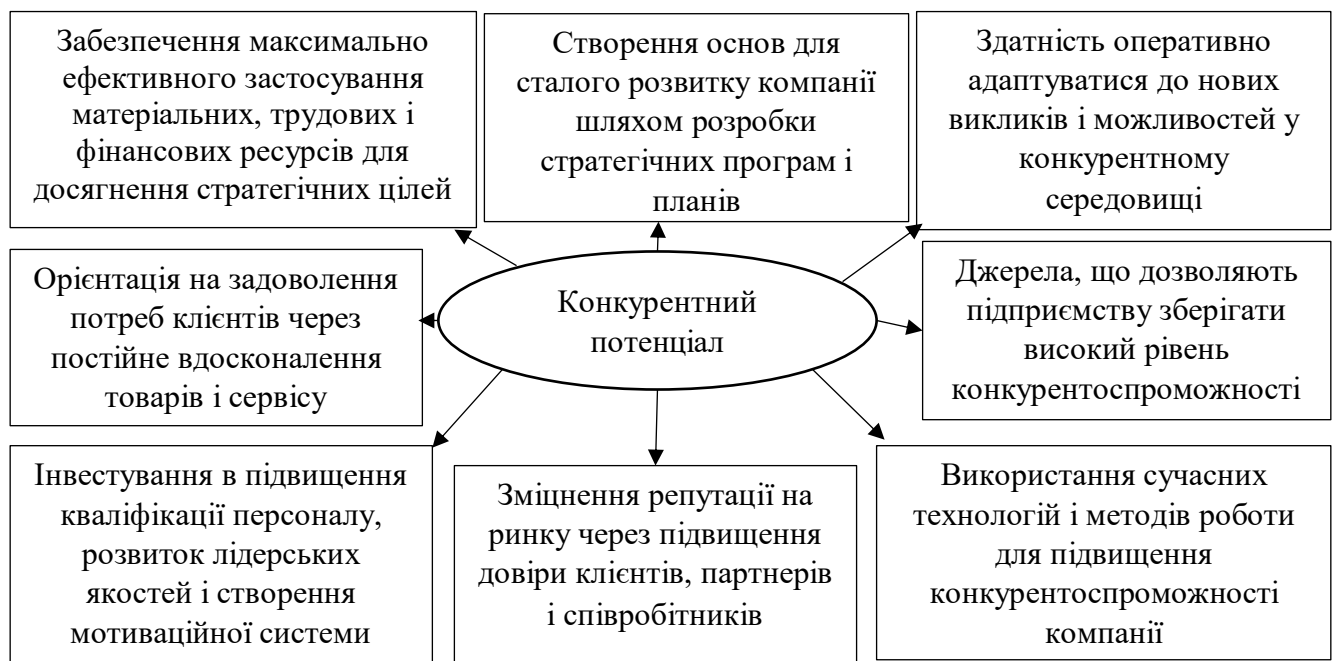 Забезпечення максимально
ефективного застосування
матеріальних, трудових і
фінансових ресурсів для
досягнення стратегічних цілей
Створення основ для
сталого розвитку компанії
шляхом розробки
стратегічних програм і
планів
Здатність оперативно
адаптуватися до нових
викликів і можливостей у
конкурентному
середовищі
Орієнтація на задоволення
потреб клієнтів через
постійне вдосконалення
товарів і сервісу
Конкурентний
потенціал
Джерела, що дозволяють
підприємству зберігати
високий рівень
конкурентоспроможності
Інвестування в підвищення
кваліфікації персоналу,
розвиток лідерських
якостей і створення
мотиваційної системи
Зміцнення репутації на
ринку через підвищення
довіри клієнтів, партнерів
і співробітників
Використання сучасних
технологій і методів роботи
для підвищення
конкурентоспроможності
компанії